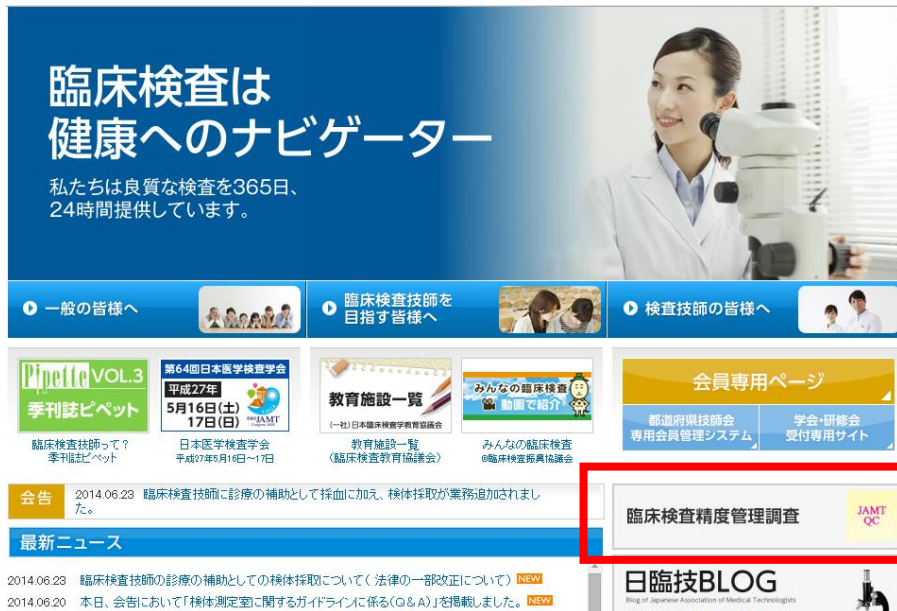 臨床検査は
健康へのナビゲーター
私たちは良質な検査を365日、
24時間提供しています。
一般の皆様へ
臨床検査技師を
目指す皆様へ
検査技師の皆様へ
Pipette VOL.3
季刊誌ピペット
臨床検査技師って?
季刊誌ピペット
第64回日本医学検査学会
平成27年
5月16日(土)
17日(日)
JAMT
日本医学検査学会
平成27年5月16日~17日
教育施設一覧
(一社)日本臨床検査学教育協議会
教育施設一覧
(臨床検査教育協議会)
みんなの臨床検査
動画で紹介
みんなの臨床検査
@臨床検査振興協議会
会員専用ページ
都道府県技師会
専用会員管理システム
学会・研修会
受付専用サイト
会告
2014.06.23 臨床検査技師に診療の補助として採血に加え、検体採取が業務追加されまし
た。
臨床検査精度管理調査
JAMT
QC
最新ニュース
2014.06.23 臨床検査技師の診療の補助としての検体採取について(法律の一部改正について) NEW
2014.06.20 本日、会告において「検体測定室に関するガイドラインに係る(Q&A)」を掲載しました。 NEW
日臨技BLOG
Blog of Japanese Association of Medical Technologists